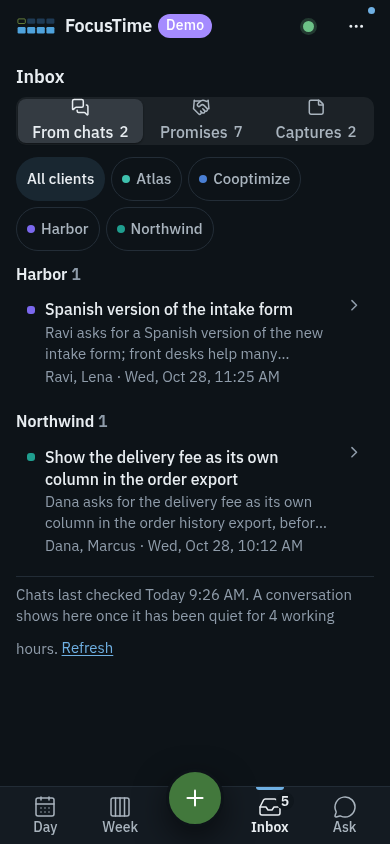 FocusTime Demo
Inbox
From chats 2
Promises 7
Captures 2
All clients
Atlas
Cooptimize
Harbor
Northwind
Harbor 1
Spanish version of the intake form
Ravi asks for a Spanish version of the new
intake form; front desks help many...
Ravi, Lena · Wed, Oct 28, 11:25 AM
Northwind 1
Show the delivery fee as its own
column in the order export
Dana asks for the delivery fee as its own
column in the order history export, befor...
Dana, Marcus · Wed, Oct 28, 10:12 AM
Chats last checked Today 9:26 AM. A conversation
shows here once it has been quiet for 4 working
hours. Refresh
Day
Week
Inbox 5
Ask